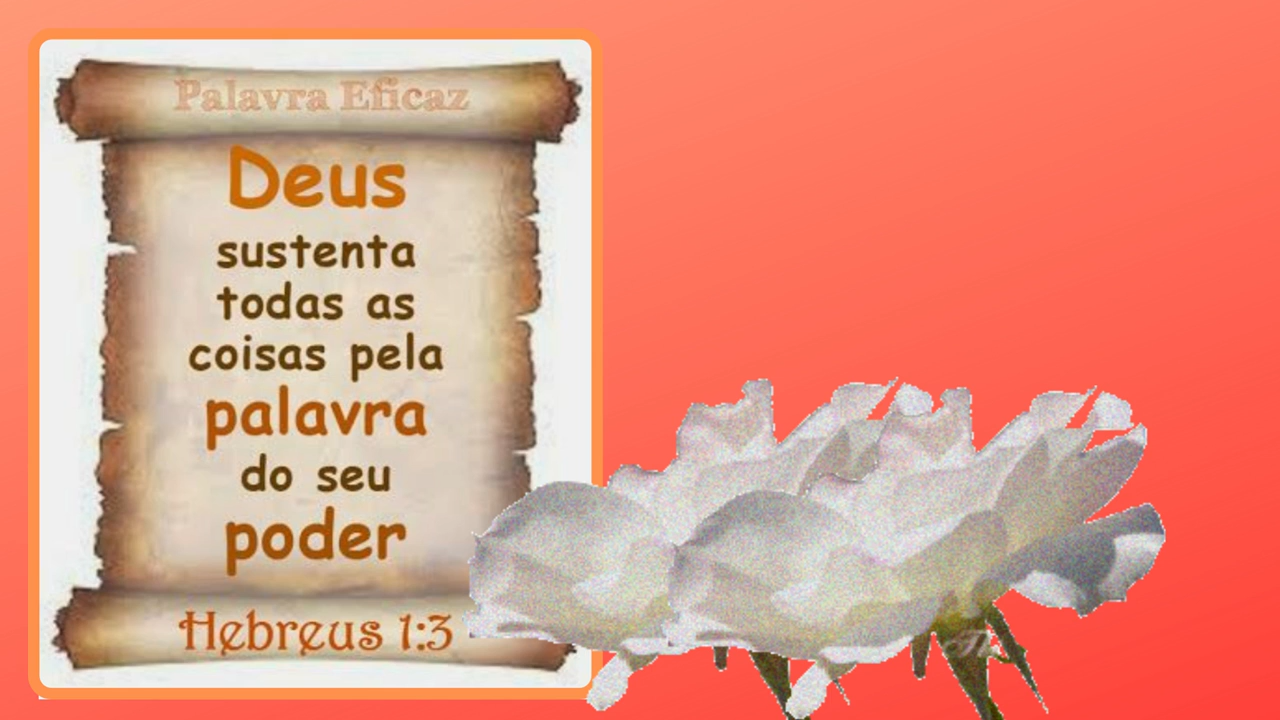 Palavra Eficaz
Deus
sustenta
todas as
coisas pela
palavra
do seu
poder
Hebreus 1:3